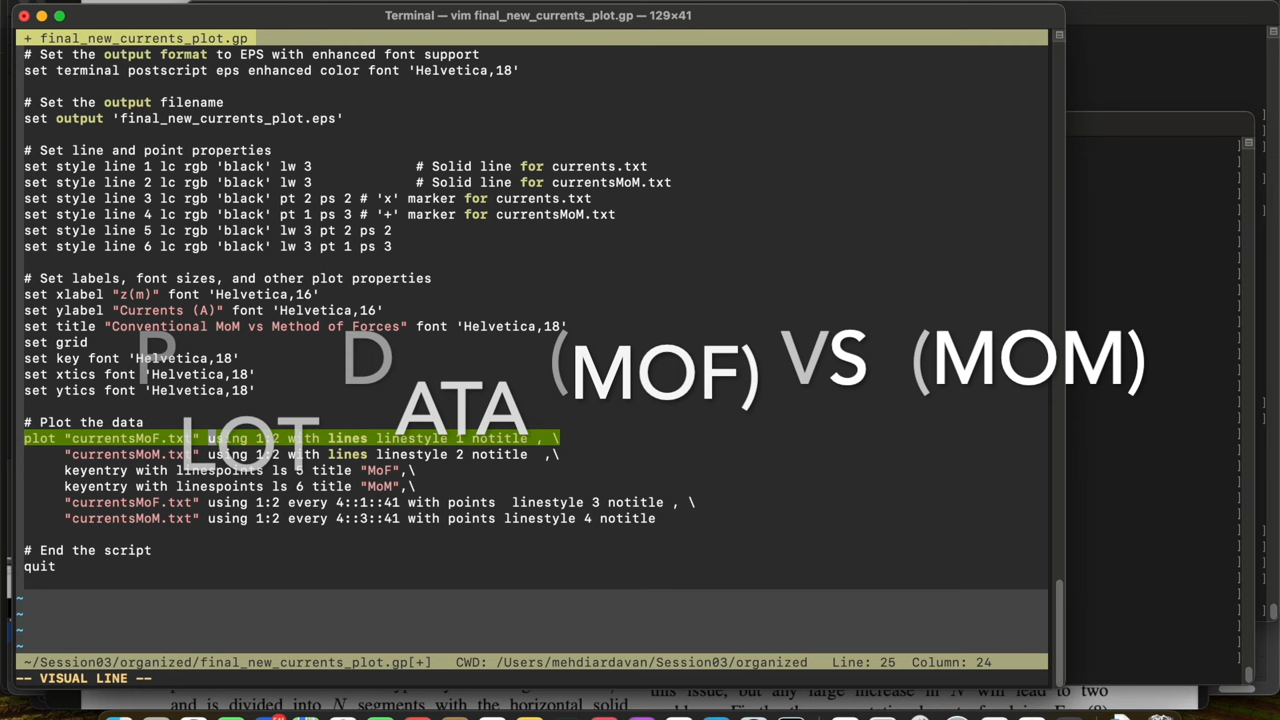 Terminal — vim final_new_currents_plot.gp — 129×41
+ final_new_currents_plot.gp
# Set the output format to EPS with enhanced font support
set terminal postscript eps enhanced color font 'Helvetica,18'
# Set the output filename
set output 'final_new_currents_plot.eps'
# Set line and point properties
set style line 1 lc rgb 'black' lw 3 # Solid line for currents.txt
set style line 2 lc rgb 'black' lw 3 # Solid line for currentsMoM.txt
set style line 3 lc rgb 'black' pt 2 ps 2 # 'x' marker for currents.txt
set style line 4 lc rgb 'black' pt 1 ps 3 # '+' marker for currentsMoM.txt
set style line 5 lc rgb 'black' lw 3 pt 2 ps 2
set style line 6 lc rgb 'black' lw 3 pt 1 ps 3
# Set labels, font sizes, and other plot properties
set xlabel "z(m)" font 'Helvetica,16'
set ylabel "Currents (A)" font 'Helvetica,16'
set title "Conventional MoM vs Method of Forces" font 'Helvetica,18'
set grid
set key font 'Helvetica,18'
set xtics font 'Helvetica,18'
set ytics font 'Helvetica,18'
PLOT DATA (MOF) VS (MOM)
# Plot the data
plot "currentsMoF.txt" using 1:2 with lines linestyle 1 notitle , \
"currentsMoM.txt" using 1:2 with lines linestyle 2 notitle ,\
keyentry with linespoints ls 5 title "MoF",\
keyentry with linespoints ls 6 title "MoM",\
"currentsMoF.txt" using 1:2 every 4::1::41 with points linestyle 3 notitle , \
"currentsMoM.txt" using 1:2 every 4::3::41 with points linestyle 4 notitle
# End the script
quit
~
~
~
~
~/Session03/organized/final_new_currents_plot.gp[+] CWD: /Users/mehdiardavan/Session03/organized Line: 25 Column: 24
-- VISUAL LINE --
and is divided into N segments with the horizontal solid